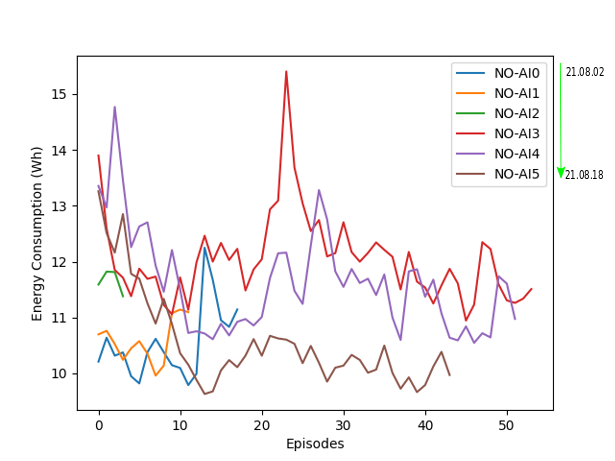 NO-AI0
NO-AI1
NO-AI2
NO-AI3
NO-AI4
NO-AI5
21.08.02
21.08.18
Energy Consumption (Wh)
15
14
13
12
11
10
0 10 20 30 40 50
Episodes